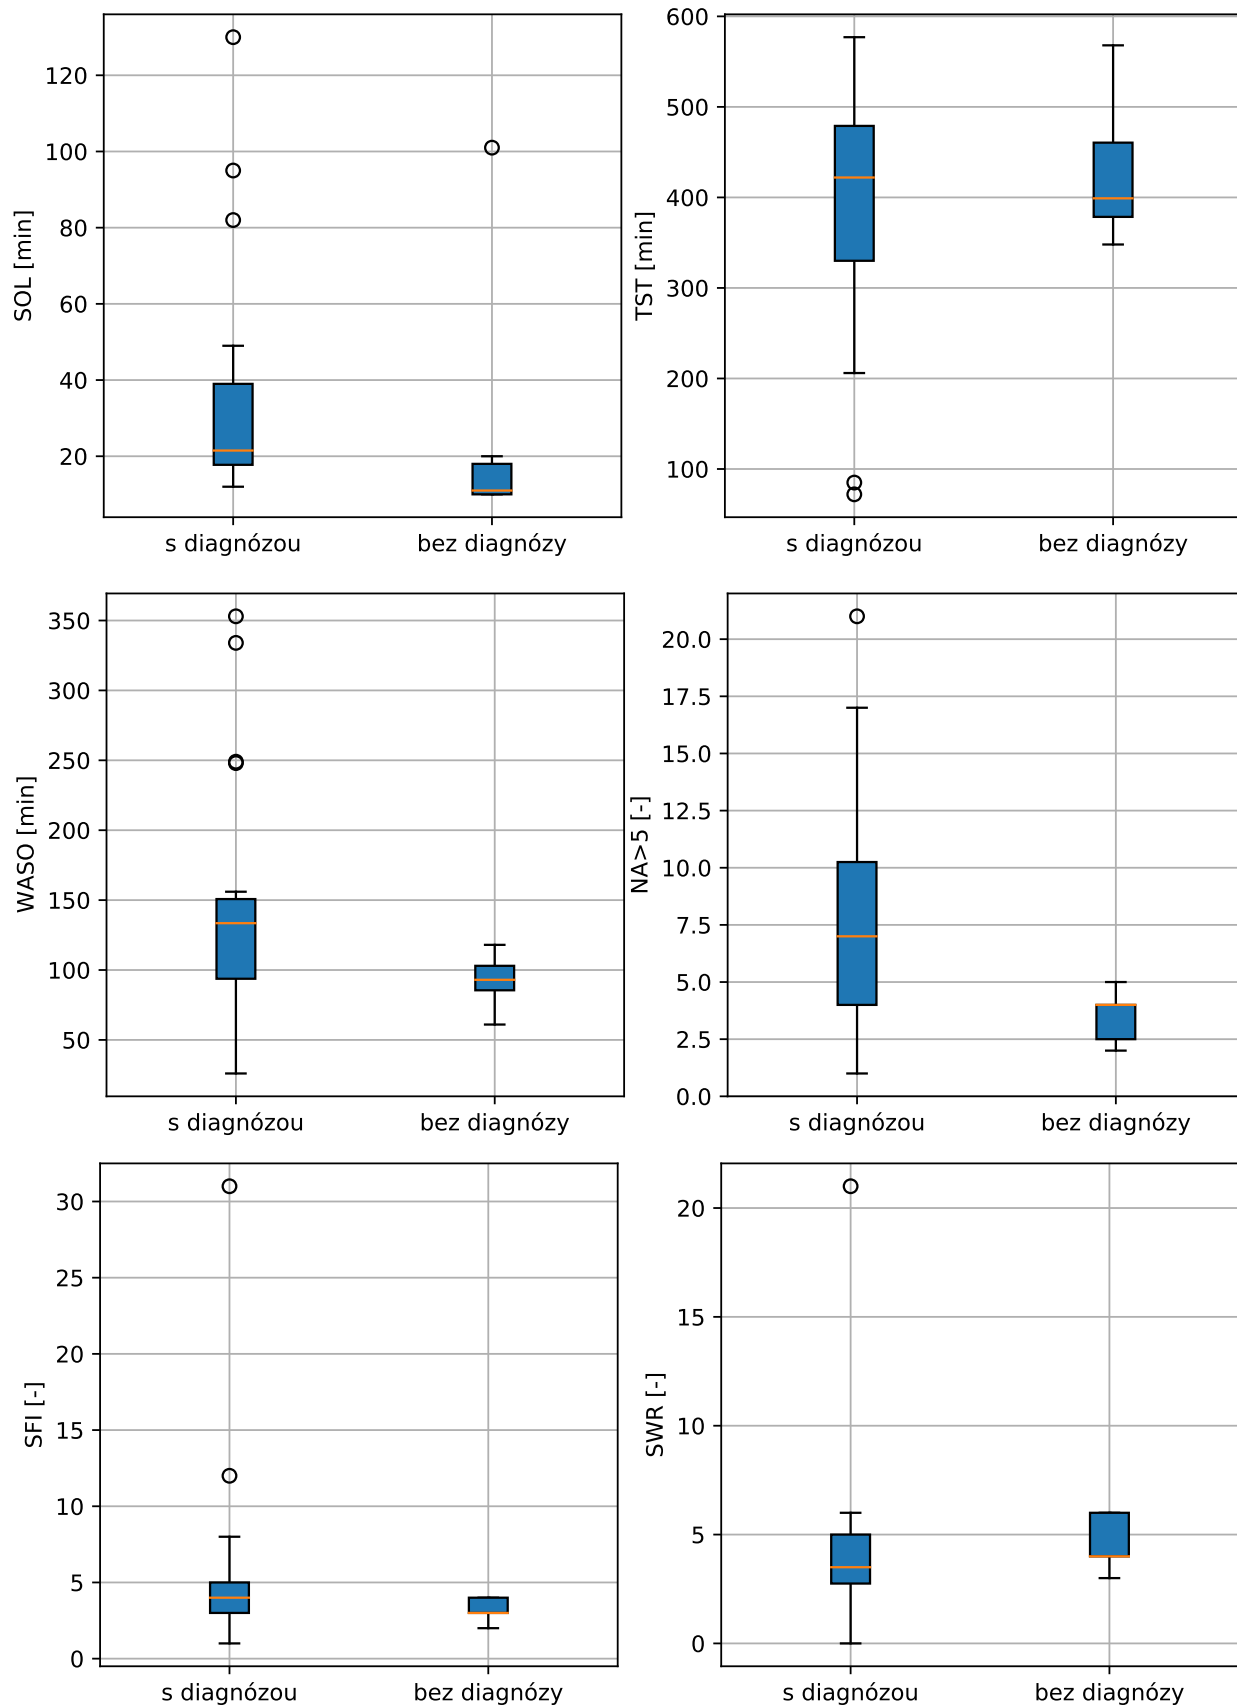 SOL [min]
120
100
80
60
40
20
s diagnózou
bez diagnózy
TST [min]
600
500
400
300
200
100
s diagnózou
bez diagnózy
WASO [min]
350
300
250
200
150
100
50
s diagnózou
bez diagnózy
NA>5 [-]
20.0
17.5
15.0
12.5
10.0
7.5
5.0
2.5
0.0
s diagnózou
bez diagnózy
SFI [-]
30
25
20
15
10
5
0
s diagnózou
bez diagnózy
SWR [-]
20
15
10
5
0
s diagnózou
bez diagnózy